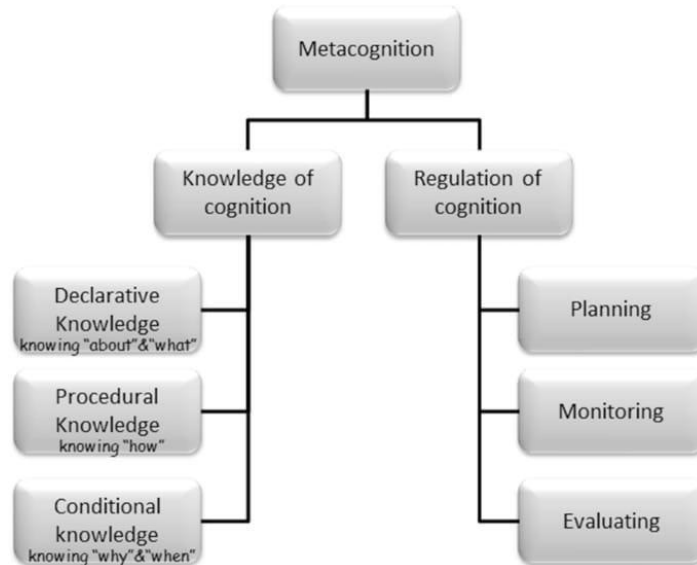 Metacognition
Knowledge of
cognition
Regulation of
cognition
Declarative
Knowledge
knowing "about"&"what"
Procedural
Knowledge
knowing "how"
Conditional
knowledge
knowing "why"&"when"
Planning
Monitoring
Evaluating